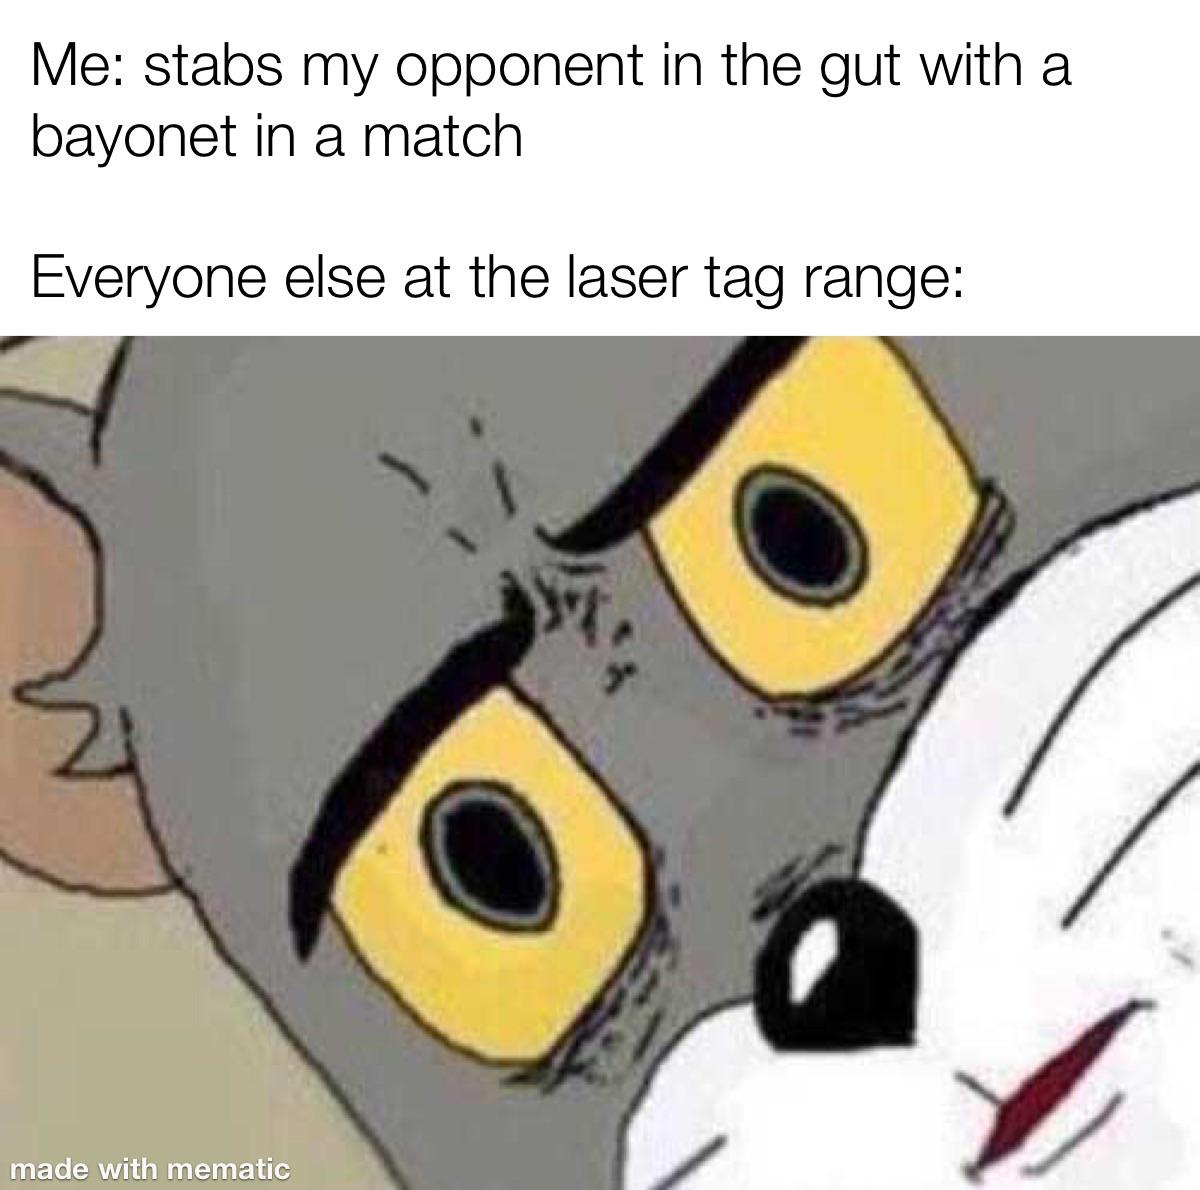 Me: stabs my opponent in the gut with a
bayonet in a match
Everyone else at the laser tag range:
made with mematic